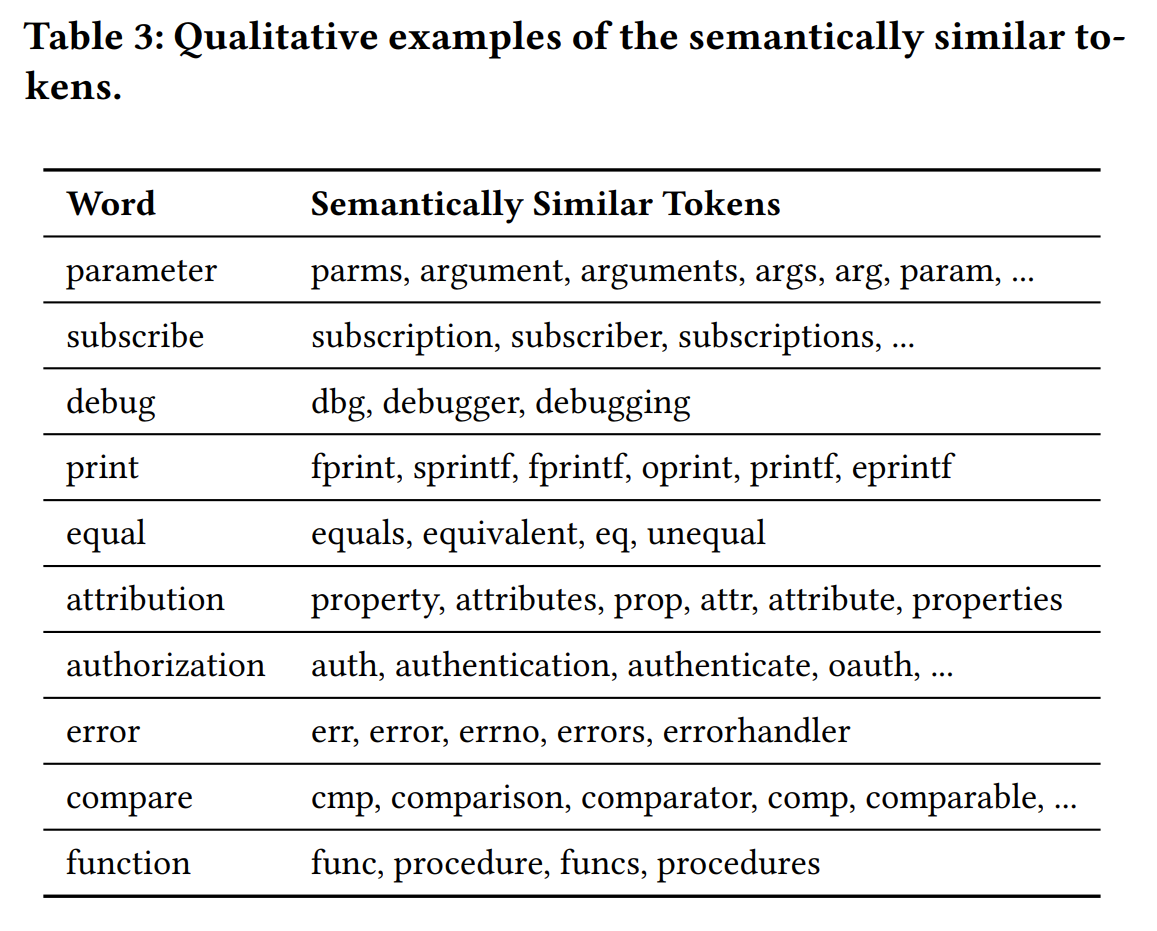 Table 3: Qualitative examples of the semantically similar to-
kens.
Word Semantically Similar Tokens
parameter parms, argument, arguments, args, arg, param, ...
subscribe subscription, subscriber, subscriptions, ...
debug dbg, debugger, debugging
print fprint, sprintf, fprintf, oprint, printf, eprintf
equal equals, equivalent, eq, unequal
attribution property, attributes, prop, attr, attribute, properties
authorization auth, authentication, authenticate, oauth, ...
error err, error, errno, errors, errorhandler
compare cmp, comparison, comparator, comp, comparable, ...
function func, procedure, funcs, procedures